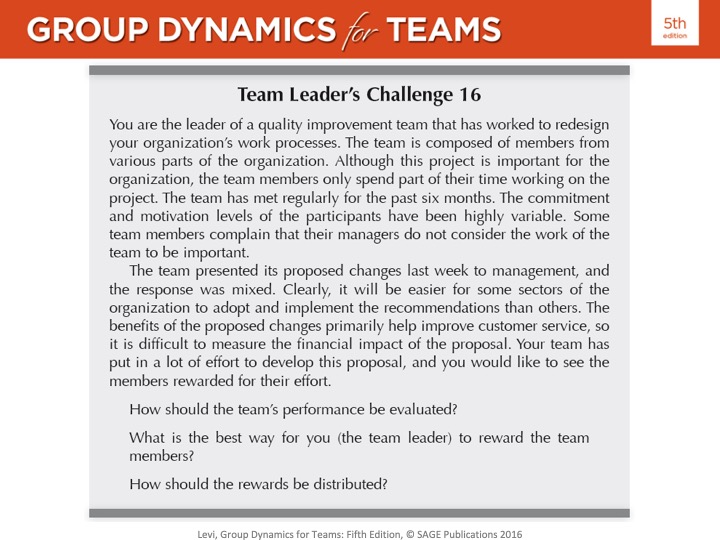 GROUP DYNAMICS for TEAMS
5th
edition
Team Leader's Challenge 16
You are the leader of a quality improvement team that has worked to redesign
your organization's work processes. The team is composed of members from
various parts of the organization. Although this project is important for the
organization, the team members only spend part of their time working on the
project. The team has met regularly for the past six months. The commitment
and motivation levels of the participants have been highly variable. Some
team members complain that their managers do not consider the work of the
team to be important.
The team presented its proposed changes last week to management, and
the response was mixed. Clearly, it will be easier for some sectors of the
organization to adopt and implement the recommendations than others. The
benefits of the proposed changes primarily help improve customer service, so
it is difficult to measure the financial impact of the proposal. Your team has
put in a lot of effort to develop this proposal, and you would like to see the
members rewarded for their effort.
How should the team's performance be evaluated?
What is the best way for you (the team leader) to reward the team
members?
How should the rewards be distributed?
Levi, Group Dynamics for Teams: Fifth Edition, © SAGE Publications 2016